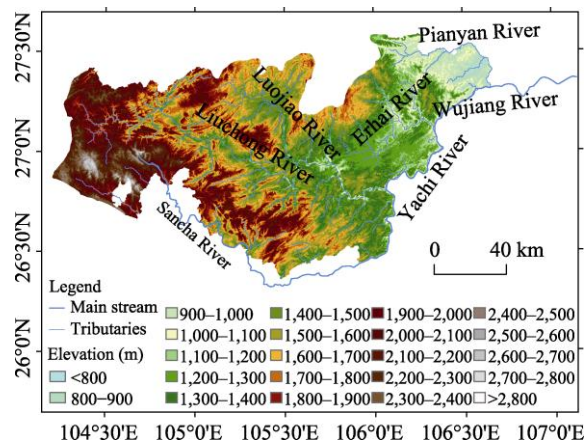 27°30′N
27°0′N
26°30′N
26°0′N
Pianyan River
Luojiao River
Erhai River
Wujiang River
Liuchong River
Yachi River
Sancha River
0 40 km
Legend
Main stream
Tributaries
Elevation (m)
<800
800–900
900–1,000
1,000–1,100
1,100–1,200
1,200–1,300
1,300–1,400
1,400–1,500
1,500–1,600
1,600–1,700
1,700–1,800
1,800–1,900
1,900–2,000
2,000–2,100
2,100–2,200
2,200–2,300
2,300–2,400
2,400–2,500
2,500–2,600
2,600–2,700
2,700–2,800
>2,800
104°30′E 105°0′E 105°30′E 106°0′E 106°30′E 107°0′E